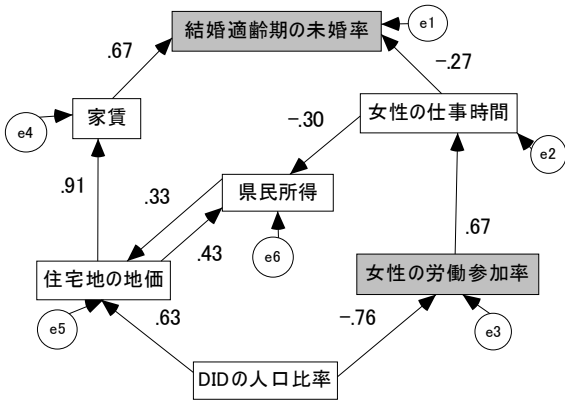 結婚適齢期の未婚率
e1
.67
-.27
家賃
e4
女性の仕事時間
-.30
e2
.91
.33
県民所得
.43
e6
.67
住宅地の地価
女性の労働参加率
e5
.63
-.76
e3
DIDの人口比率